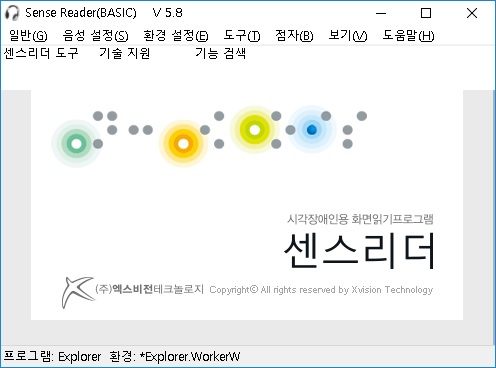 Sense Reader(BASIC) V 5.8
일반(G) 음성 설정(S) 환경 설정(E) 도구(T) 점자(B) 보기(V) 도움말(H)
센스리더 도구 기술 지원 기능 검색
시각장애인용 화면읽기프로그램
센스리더
(주)엑스비전테크놀로지 Copyright© All rights reserved by Xvision Technology
프로그램: Explorer 환경: *Explorer.WorkerW